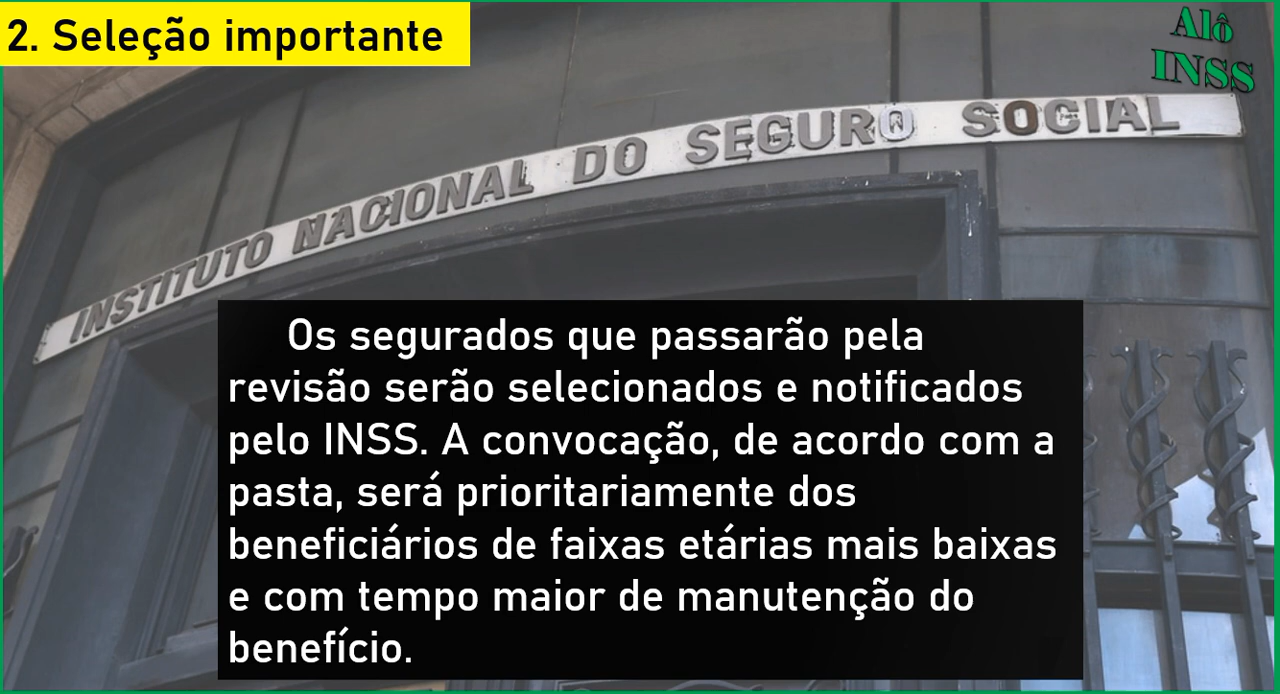 2. Seleção importante
Alô
INSS
INSTITUTO NACIONAL DO SEGURO SOCIAL
Os segurados que passarão pela
revisão serão selecionados e notificados
pelo INSS. A convocação, de acordo com a
pasta, será prioritariamente dos
beneficiários de faixas etárias mais baixas
e com tempo maior de manutenção do
benefício.